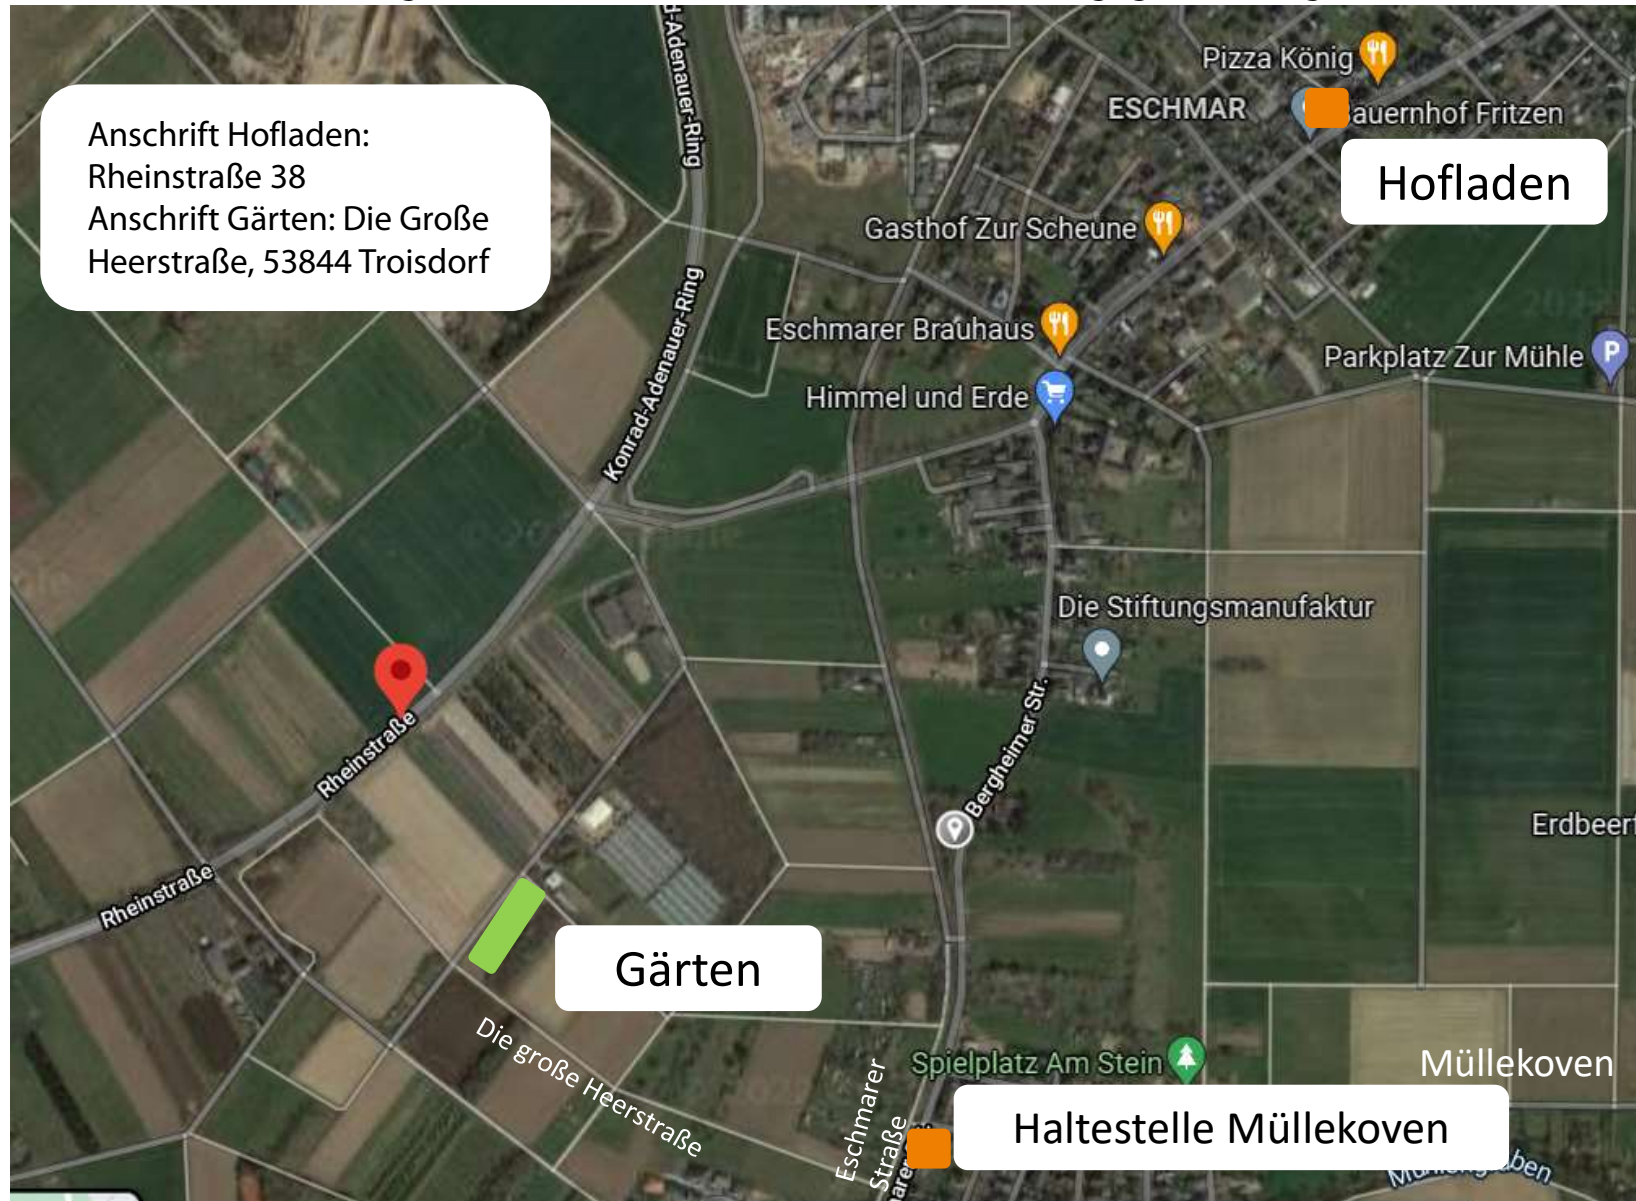 Anschrift Hofladen:
Rheinstraße 38
Anschrift Gärten: Die Große
Heerstraße, 53844 Troisdorf
d-Adenauer-Ring
Pizza König
ESCHMAR
auernhof Fritzen
Hofladen
Gasthof Zur Scheune
Konrad-Adenauer-Ring
Eschmarer Brauhaus
Parkplatz Zur Mühle
P
Himmel und Erde
Die Stiftungsmanufaktur
Rheinstraße
Bergheimer Str.
Erdbeerf
Rheinstraße
Gärten
Die große Heerstraße
Spielplatz Am Stein
Müllekoven
Eschmarer
Straße
Haltestelle Müllekoven